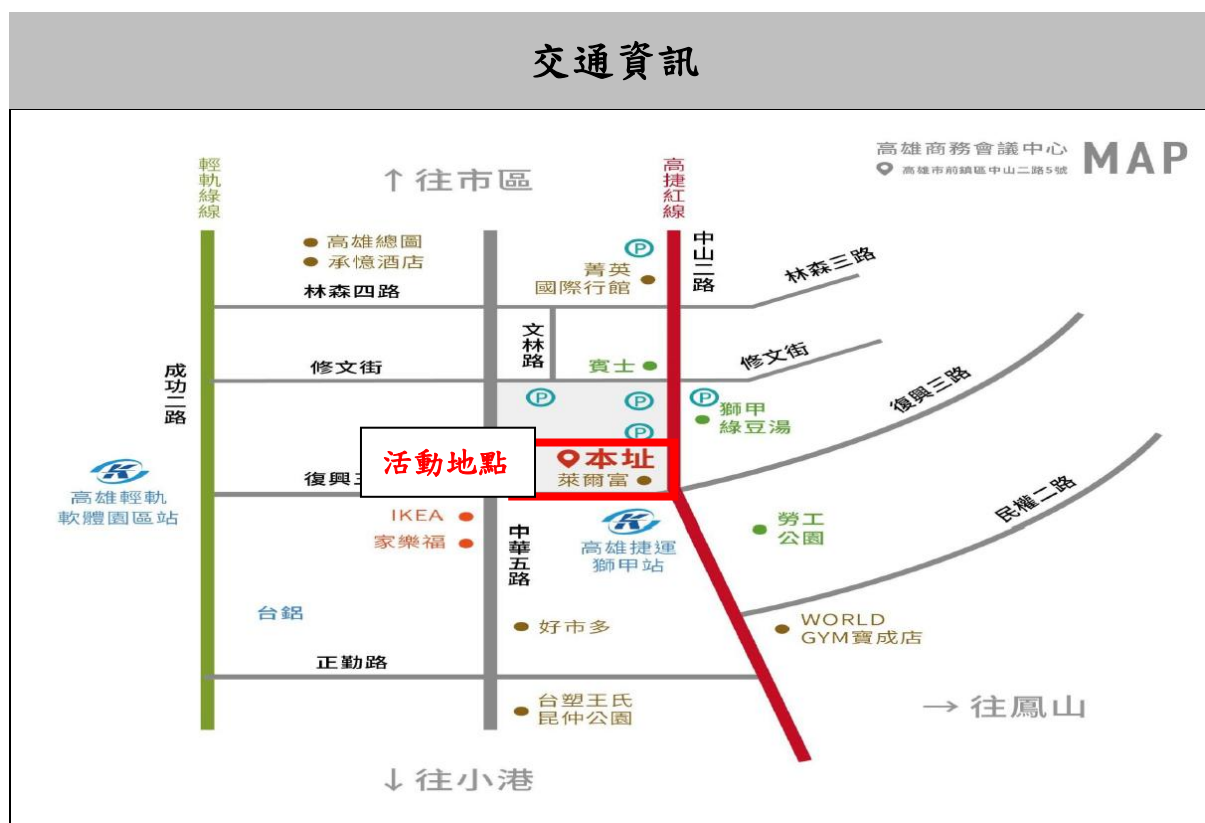 交通資訊
高雄商務會議中心 MAP
高雄市前鎮區中山二路5號
輕軌綠線
↑往市區
高捷紅線
中山二路
高雄總圖
承憶酒店
P
菁英
國際行館
林森三路
林森四路
文林路
賓士
修文街
修文街
成功二路
P
P
P
獅甲
綠豆湯
復興三路
P
活動地點
本址
萊爾富
復興三
高雄輕軌
軟體園區站
IKEA
家樂福
中華五路
高雄捷運
獅甲站
勞工
公園
民權二路
台鋁
好市多
WORLD
GYM寶成店
正勤路
台塑王氏
昆仲公園
→往鳳山
↓往小港